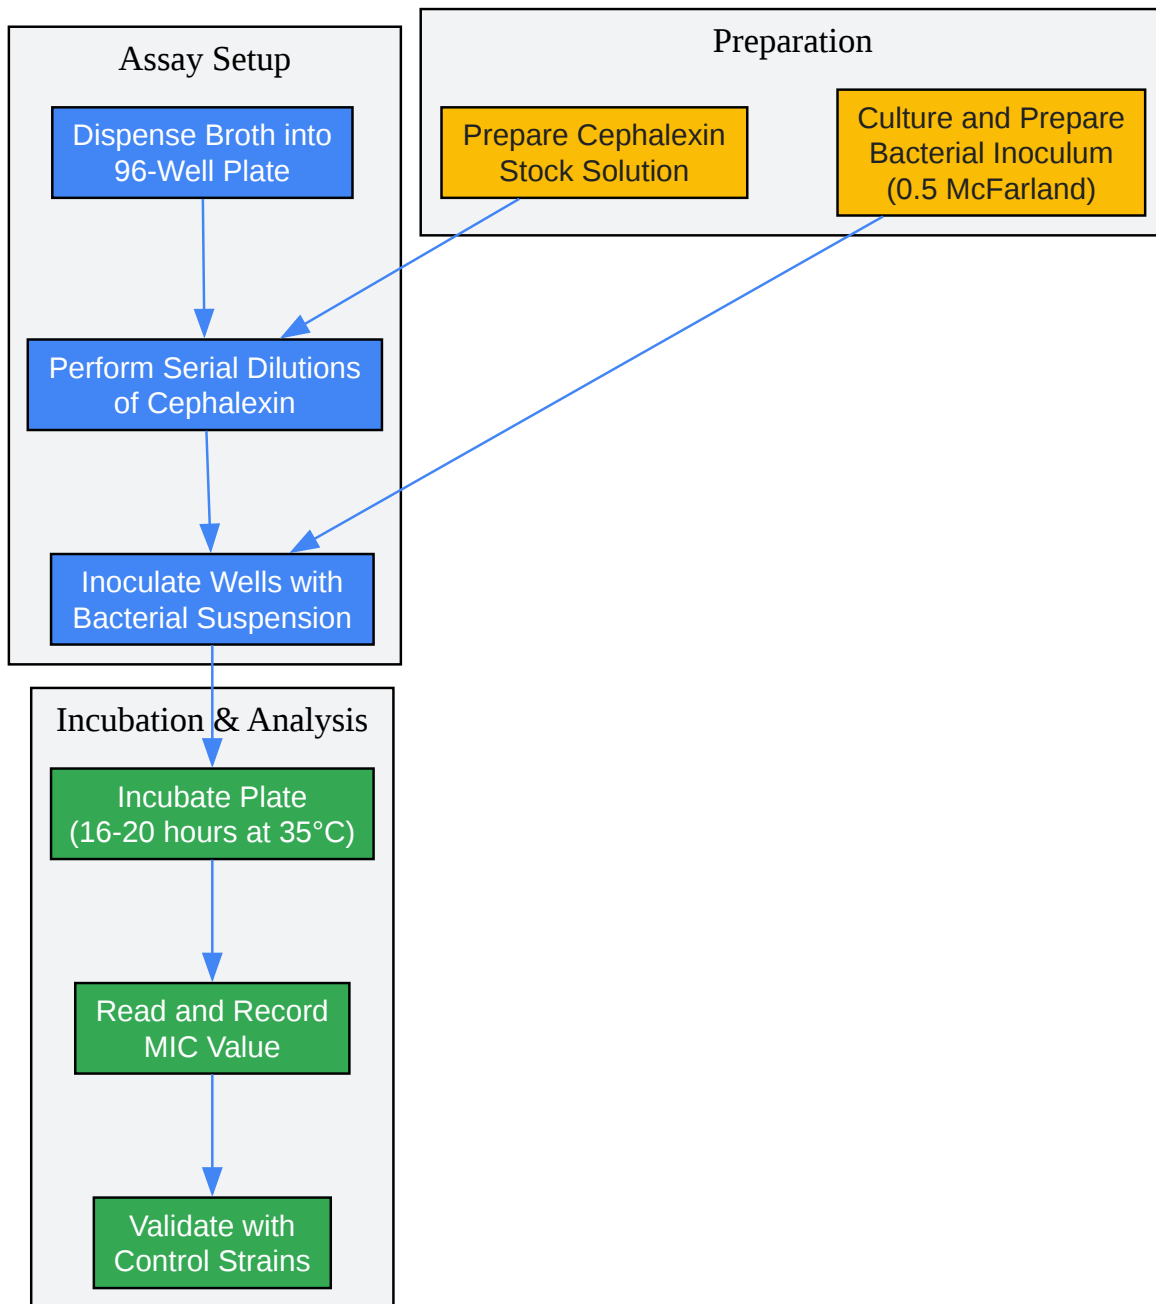 Assay Setup
Dispense Broth into
96-Well Plate
Perform Serial Dilutions
of Cephalexin
Inoculate Wells with
Bacterial Suspension
Preparation
Prepare Cephalexin
Stock Solution
Culture and Prepare
Bacterial Inoculum
(0.5 McFarland)
Incubation & Analysis
Incubate Plate
(16-20 hours at 35°C)
Read and Record
MIC Value
Validate with
Control Strains